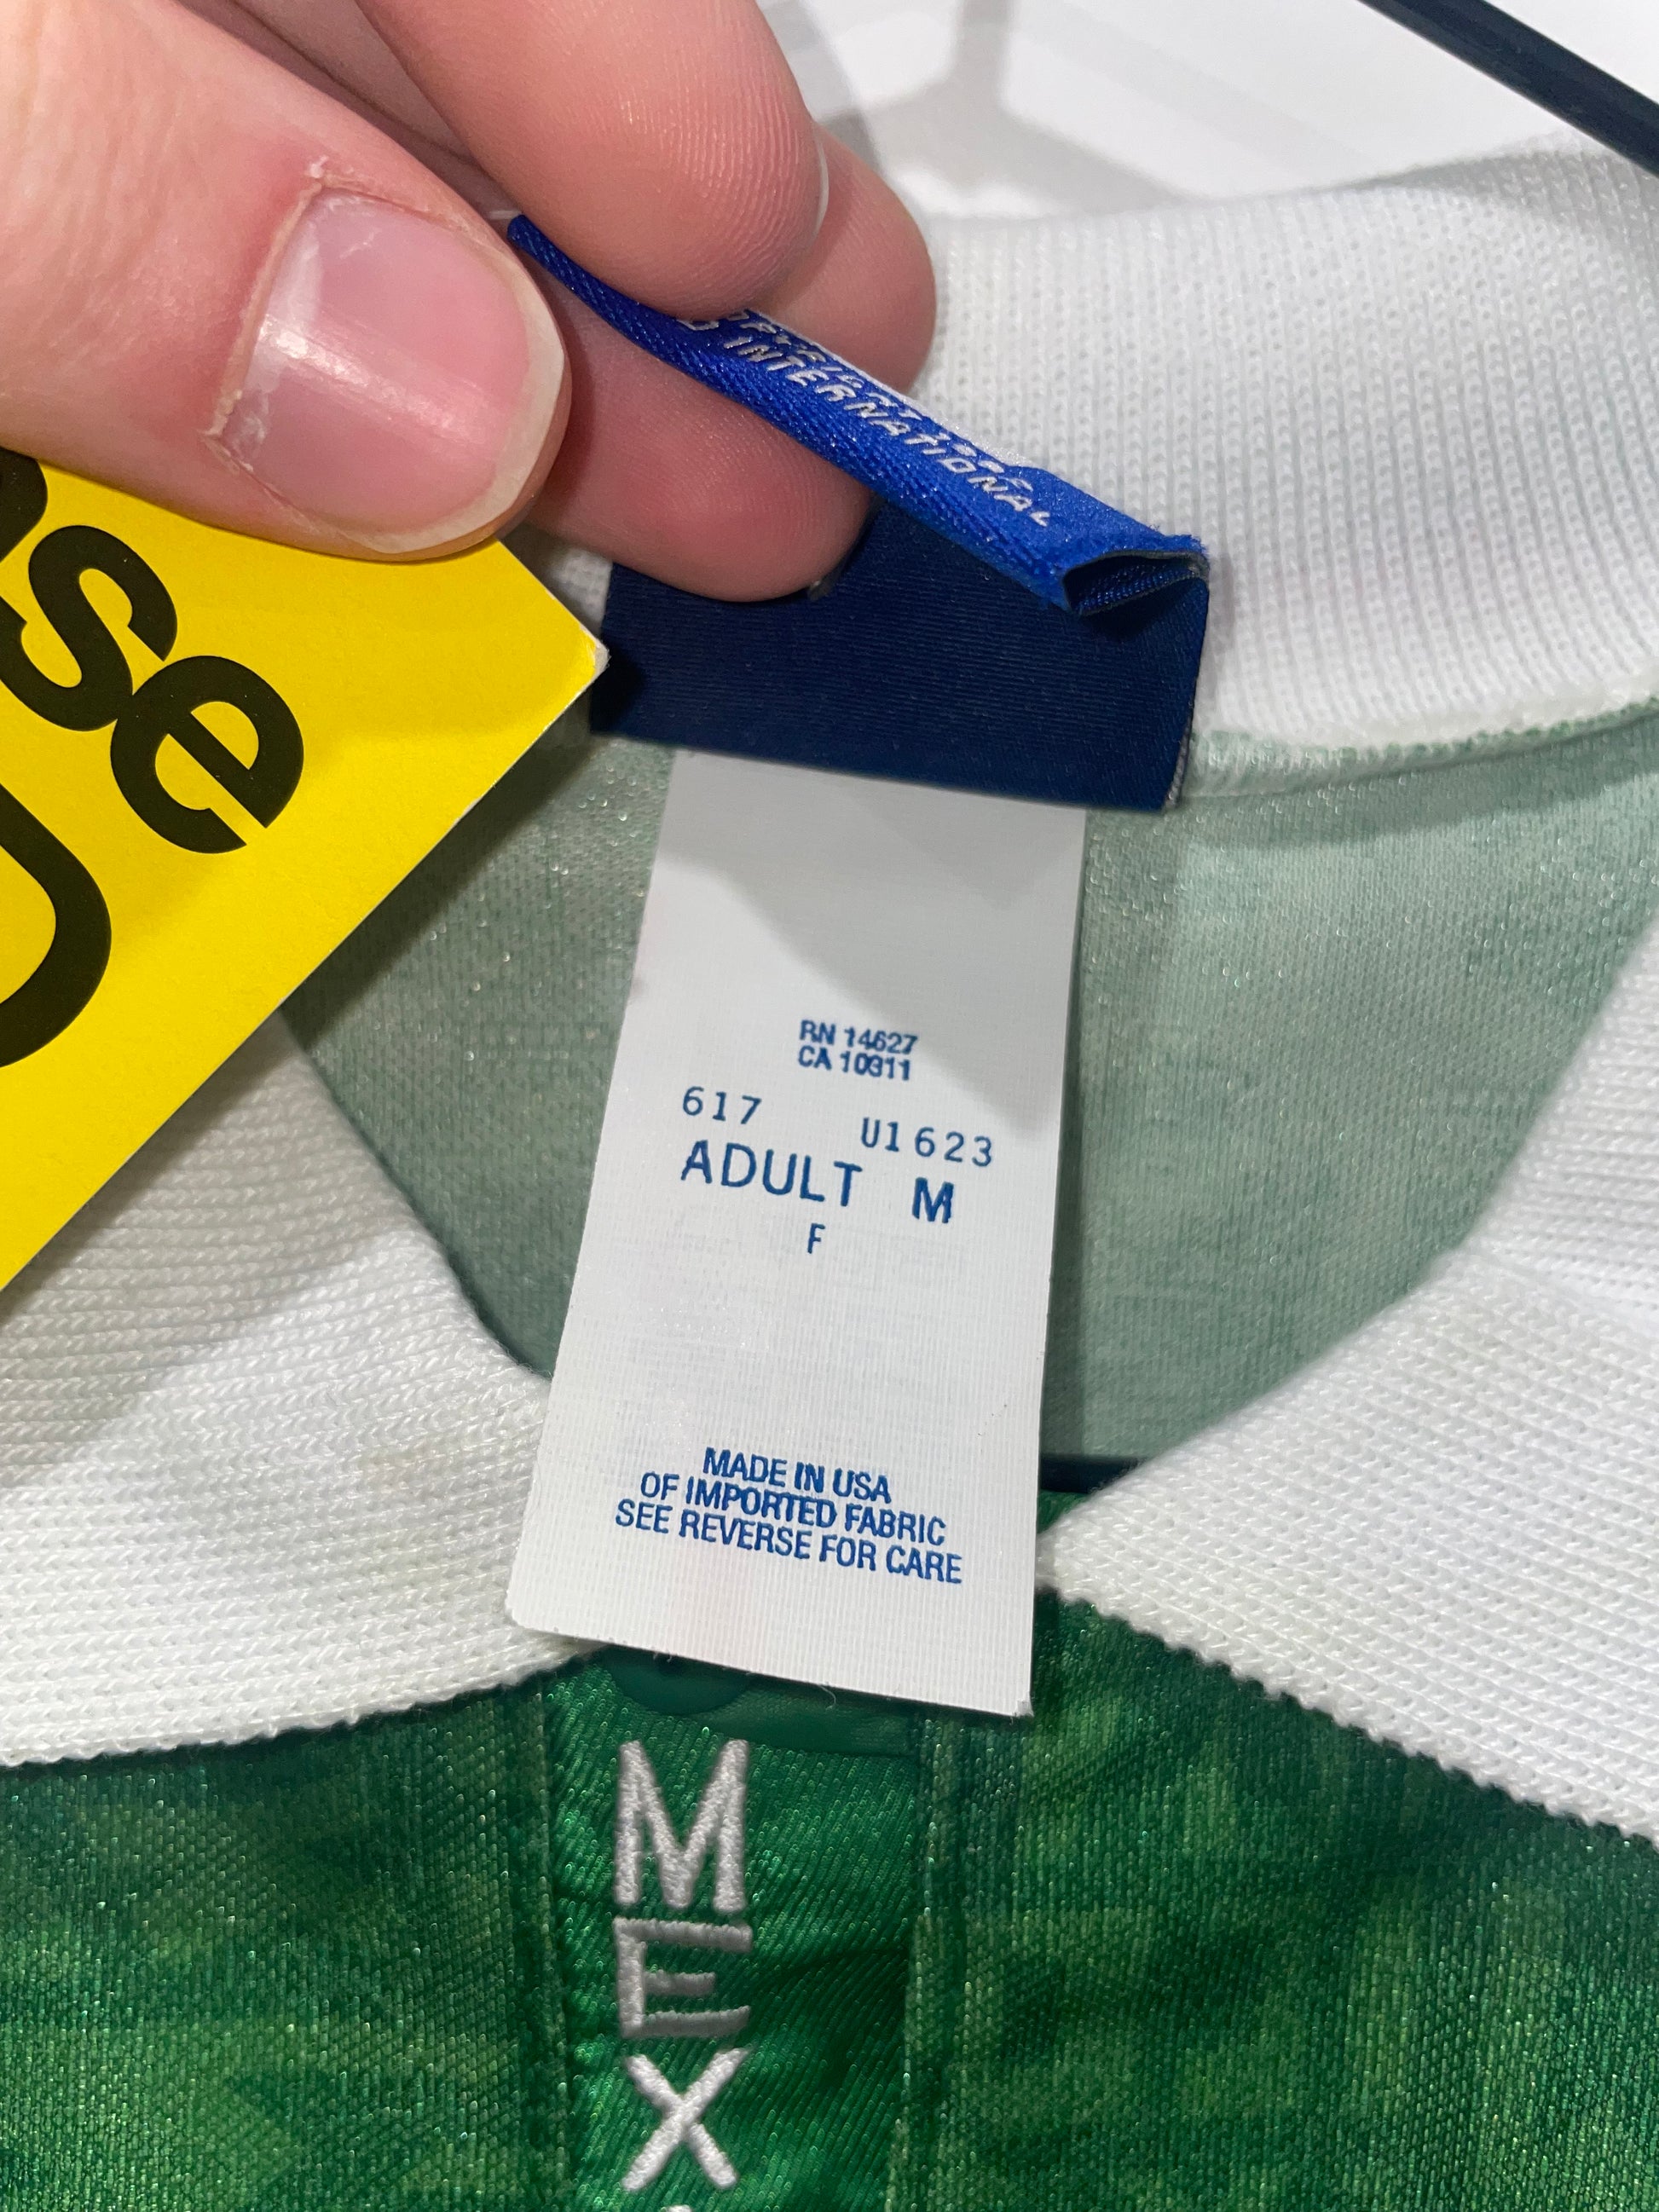 INTERNATIONAL
se
RN 14627
CA 10311
617 U1623
ADULT M
F
MADE IN USA
OF IMPORTED FABRIC
SEE REVERSE FOR CARE
MEX